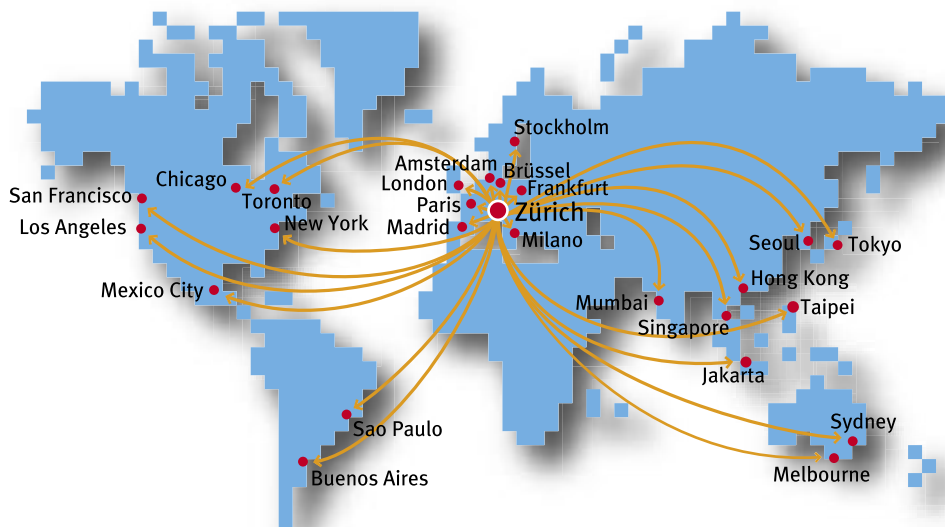 Stockholm
Amsterdam
Brüssel
Chicago
London
Frankfurt
San Francisco
Toronto
Paris
Zürich
Los Angeles
New York
Madrid
Milano
Seoul
Tokyo
Mexico City
Hong Kong
Mumbai
Taipei
Singapore
Jakarta
Sao Paulo
Sydney
Buenos Aires
Melbourne